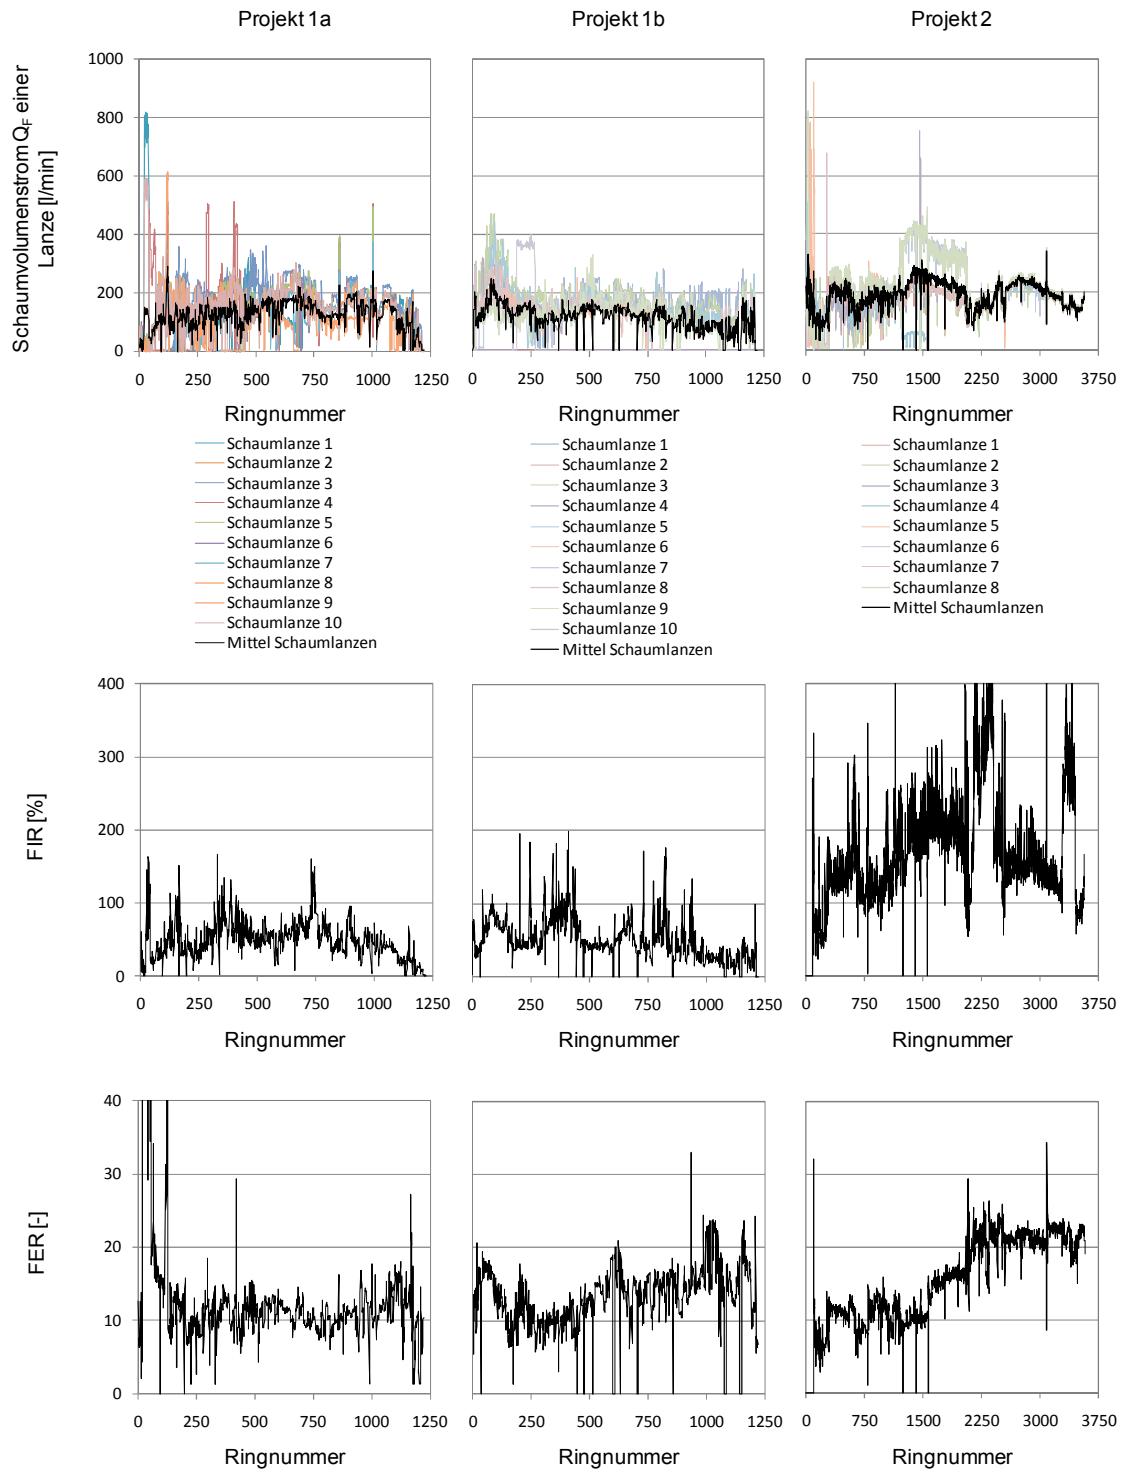 Projekt 1a
Projekt 1b
Projekt 2
Schaumvolumenstrom QF einer
Lanze [l/min]
1000
800
600
400
200
0
0 250 500 750 1000 1250
0 250 500 750 1000 1250
0 750 1500 2250 3000 3750
Ringnummer
Ringnummer
Ringnummer
Schaumlanze 1
Schaumlanze 2
Schaumlanze 3
Schaumlanze 4
Schaumlanze 5
Schaumlanze 6
Schaumlanze 7
Schaumlanze 8
Schaumlanze 9
Schaumlanze 10
Mittel Schaumlanzen
Schaumlanze 1
Schaumlanze 2
Schaumlanze 3
Schaumlanze 4
Schaumlanze 5
Schaumlanze 6
Schaumlanze 7
Schaumlanze 8
Schaumlanze 9
Schaumlanze 10
Mittel Schaumlanzen
Schaumlanze 1
Schaumlanze 2
Schaumlanze 3
Schaumlanze 4
Schaumlanze 5
Schaumlanze 6
Schaumlanze 7
Schaumlanze 8
Mittel Schaumlanzen
FIR [%]
400
300
200
100
0
0 250 500 750 1000 1250
0 250 500 750 1000 1250
0 750 1500 2250 3000 3750
Ringnummer
Ringnummer
Ringnummer
FER [-]
40
30
20
10
0
0 250 500 750 1000 1250
0 250 500 750 1000 1250
0 750 1500 2250 3000 3750
Ringnummer
Ringnummer
Ringnummer